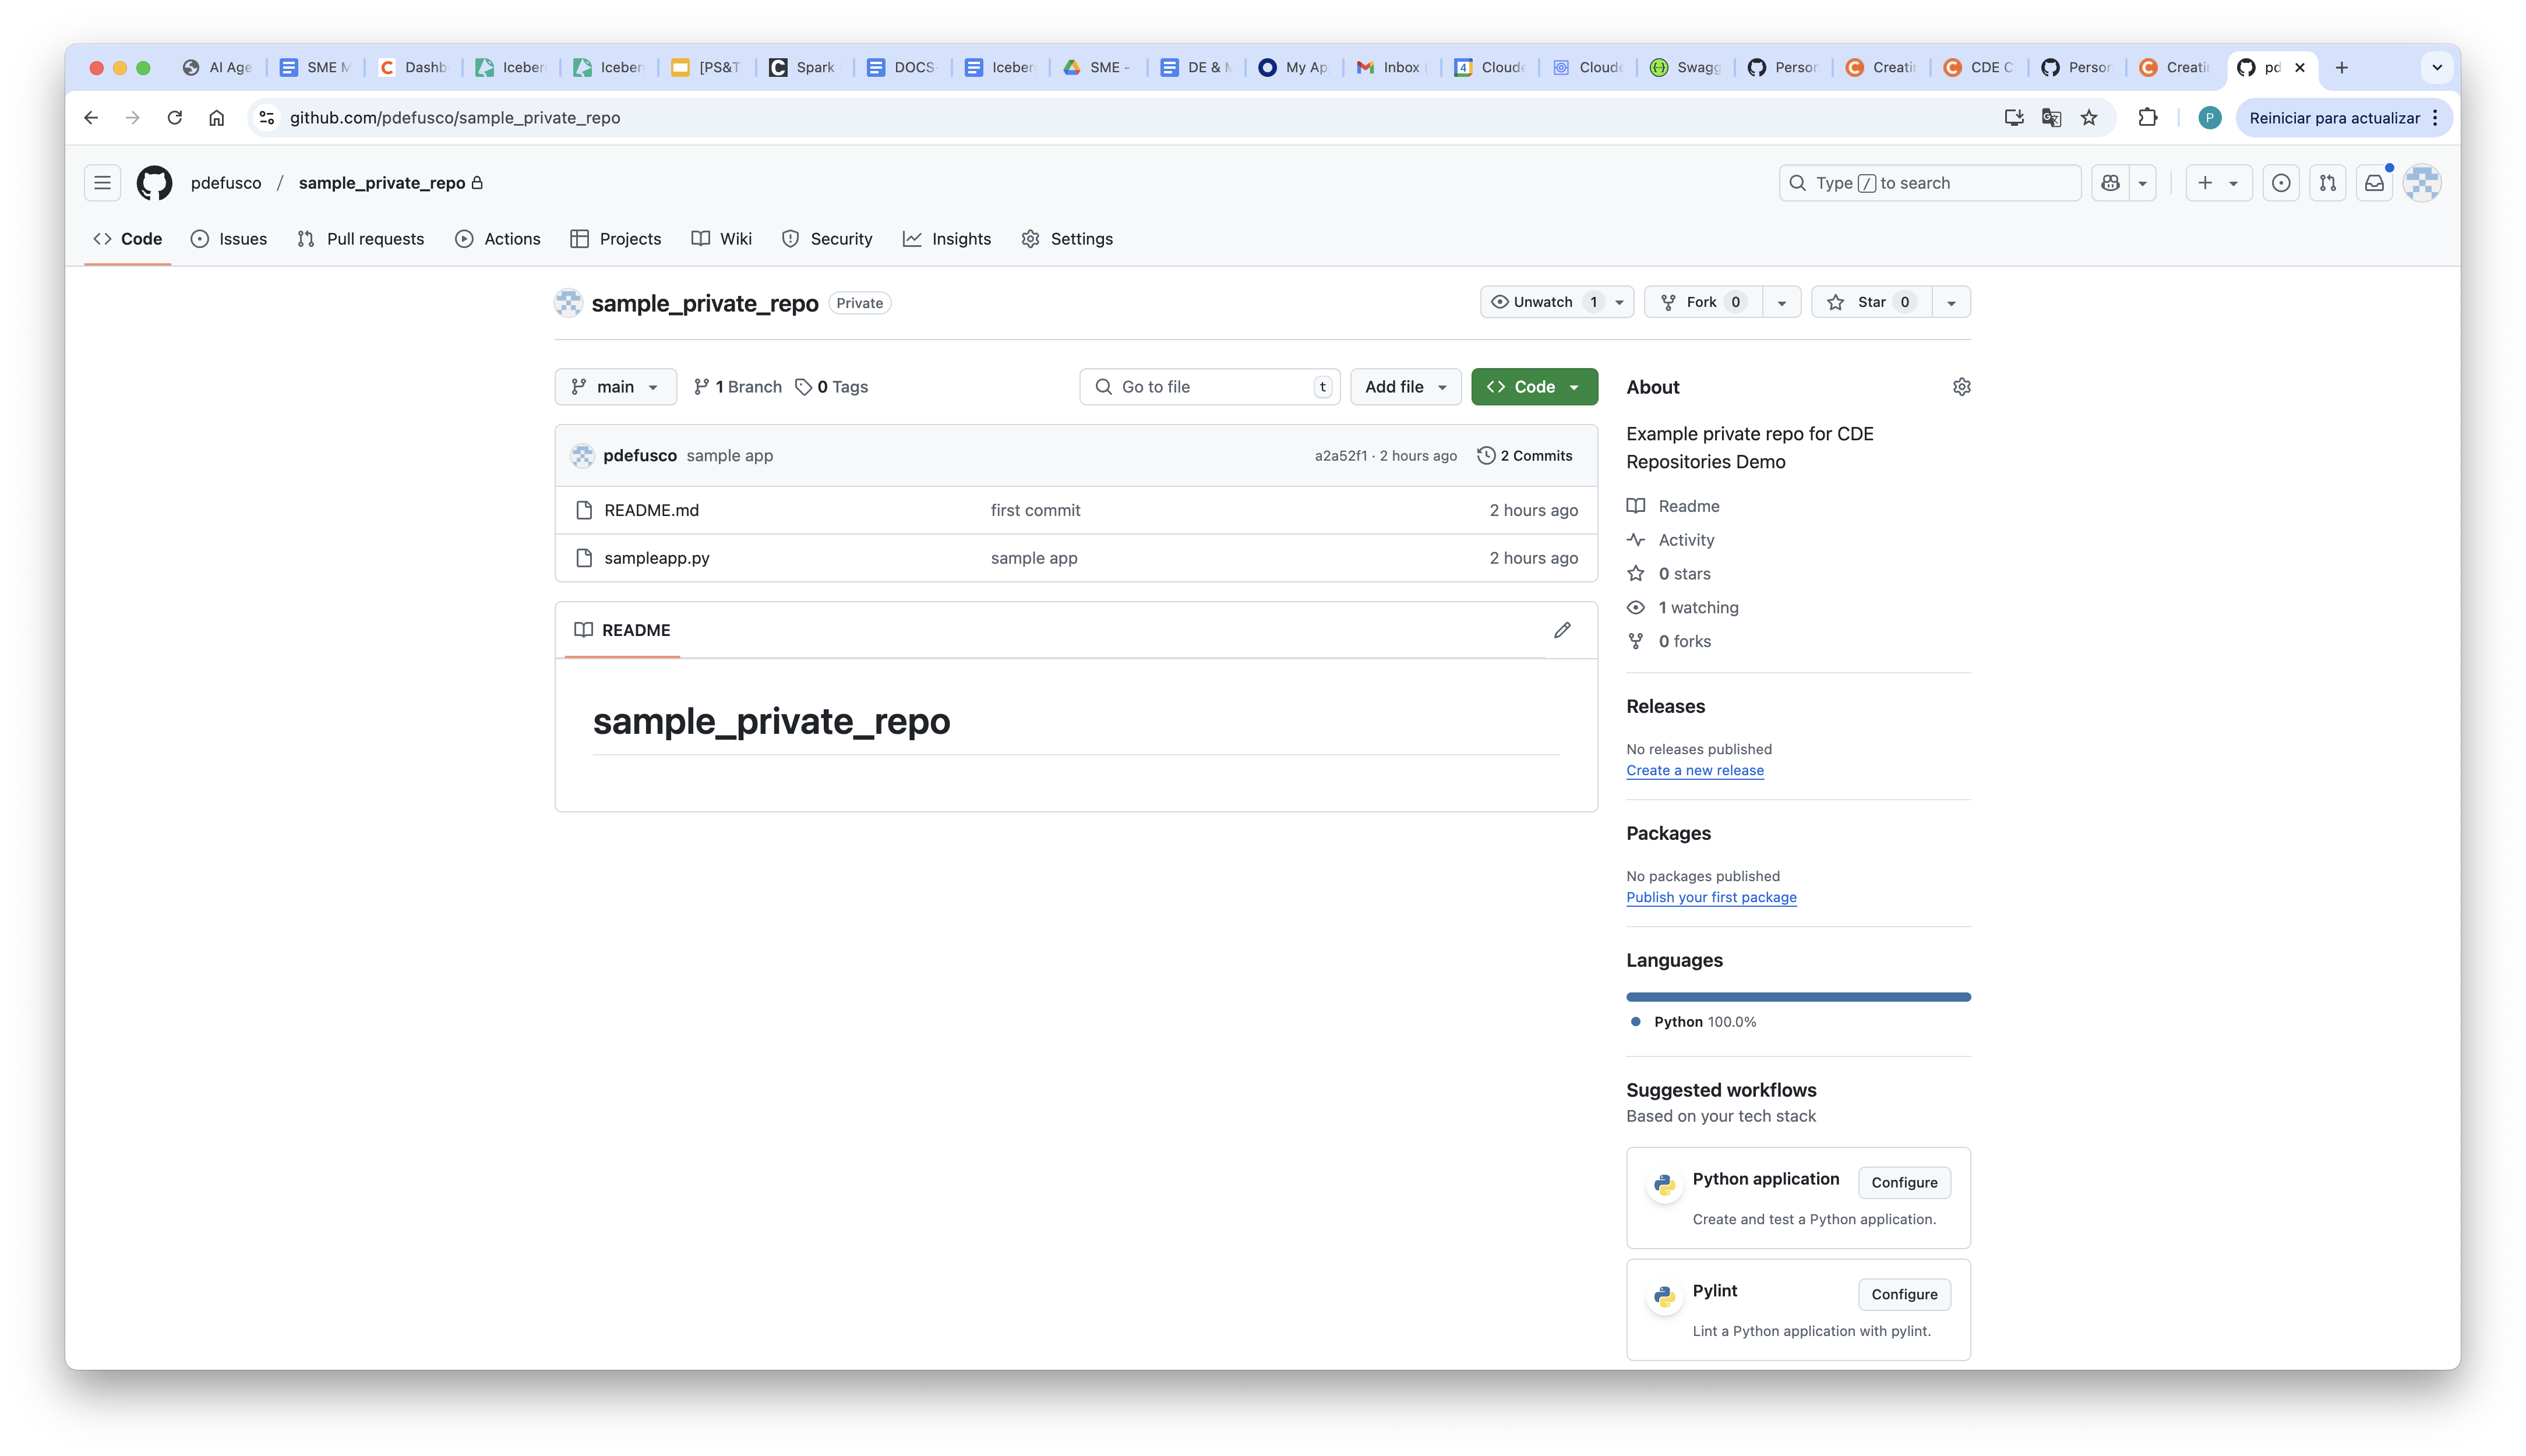 AI Age
SME M
Dashb
Iceber
Iceber
[PS&T
Spark
DOCS-
Iceber
SME -
DE & M
My Ap
Inbox (
Cloude
Cloude
Swagg
Person
Creatin
CDE C
Person
Creatin
pd
github.com/pdefusco/sample_private_repo
P
Reiniciar para actualizar
pdefusco / sample_private_repo
Type / to search
Code
Issues
Pull requests
Actions
Projects
Wiki
Security
Insights
Settings
sample_private_repo Private
Unwatch 1
Fork 0
Star 0
main
1 Branch
0 Tags
Go to file t
Add file
Code
pdefusco sample app a2a52f1 · 2 hours ago 2 Commits
README.md first commit 2 hours ago
sampleapp.py sample app 2 hours ago
README
sample_private_repo
About
Example private repo for CDE
Repositories Demo
Readme
Activity
0 stars
1 watching
0 forks
Releases
No releases published
Create a new release
Packages
No packages published
Publish your first package
Languages
Python 100.0%
Suggested workflows
Based on your tech stack
Python application Configure
Create and test a Python application.
Pylint Configure
Lint a Python application with pylint.